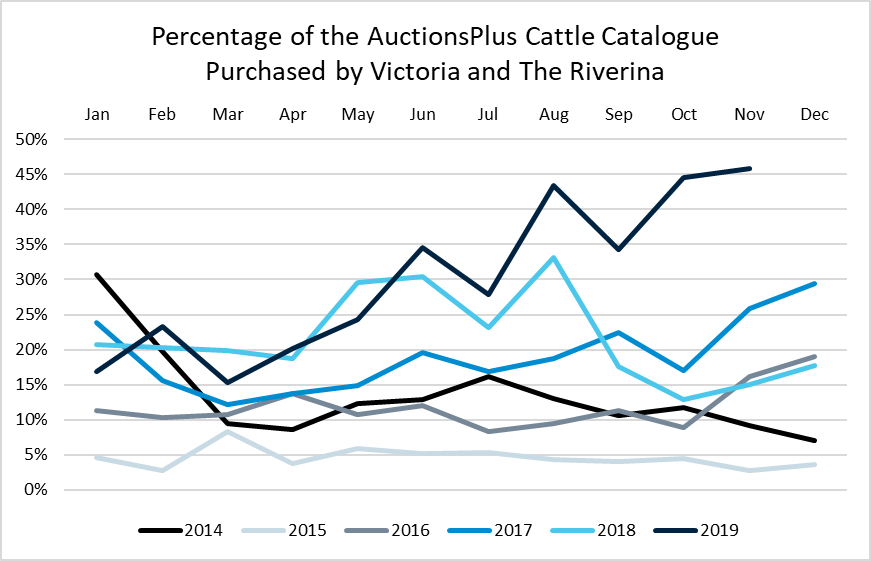 Percentage of the AuctionsPlus Cattle Catalogue
Purchased by Victoria and The Riverina
Jan Feb Mar Apr May Jun Jul Aug Sep Oct Nov Dec
50%
45%
40%
35%
30%
25%
20%
15%
10%
5%
0%
2014 2015 2016 2017 2018 2019